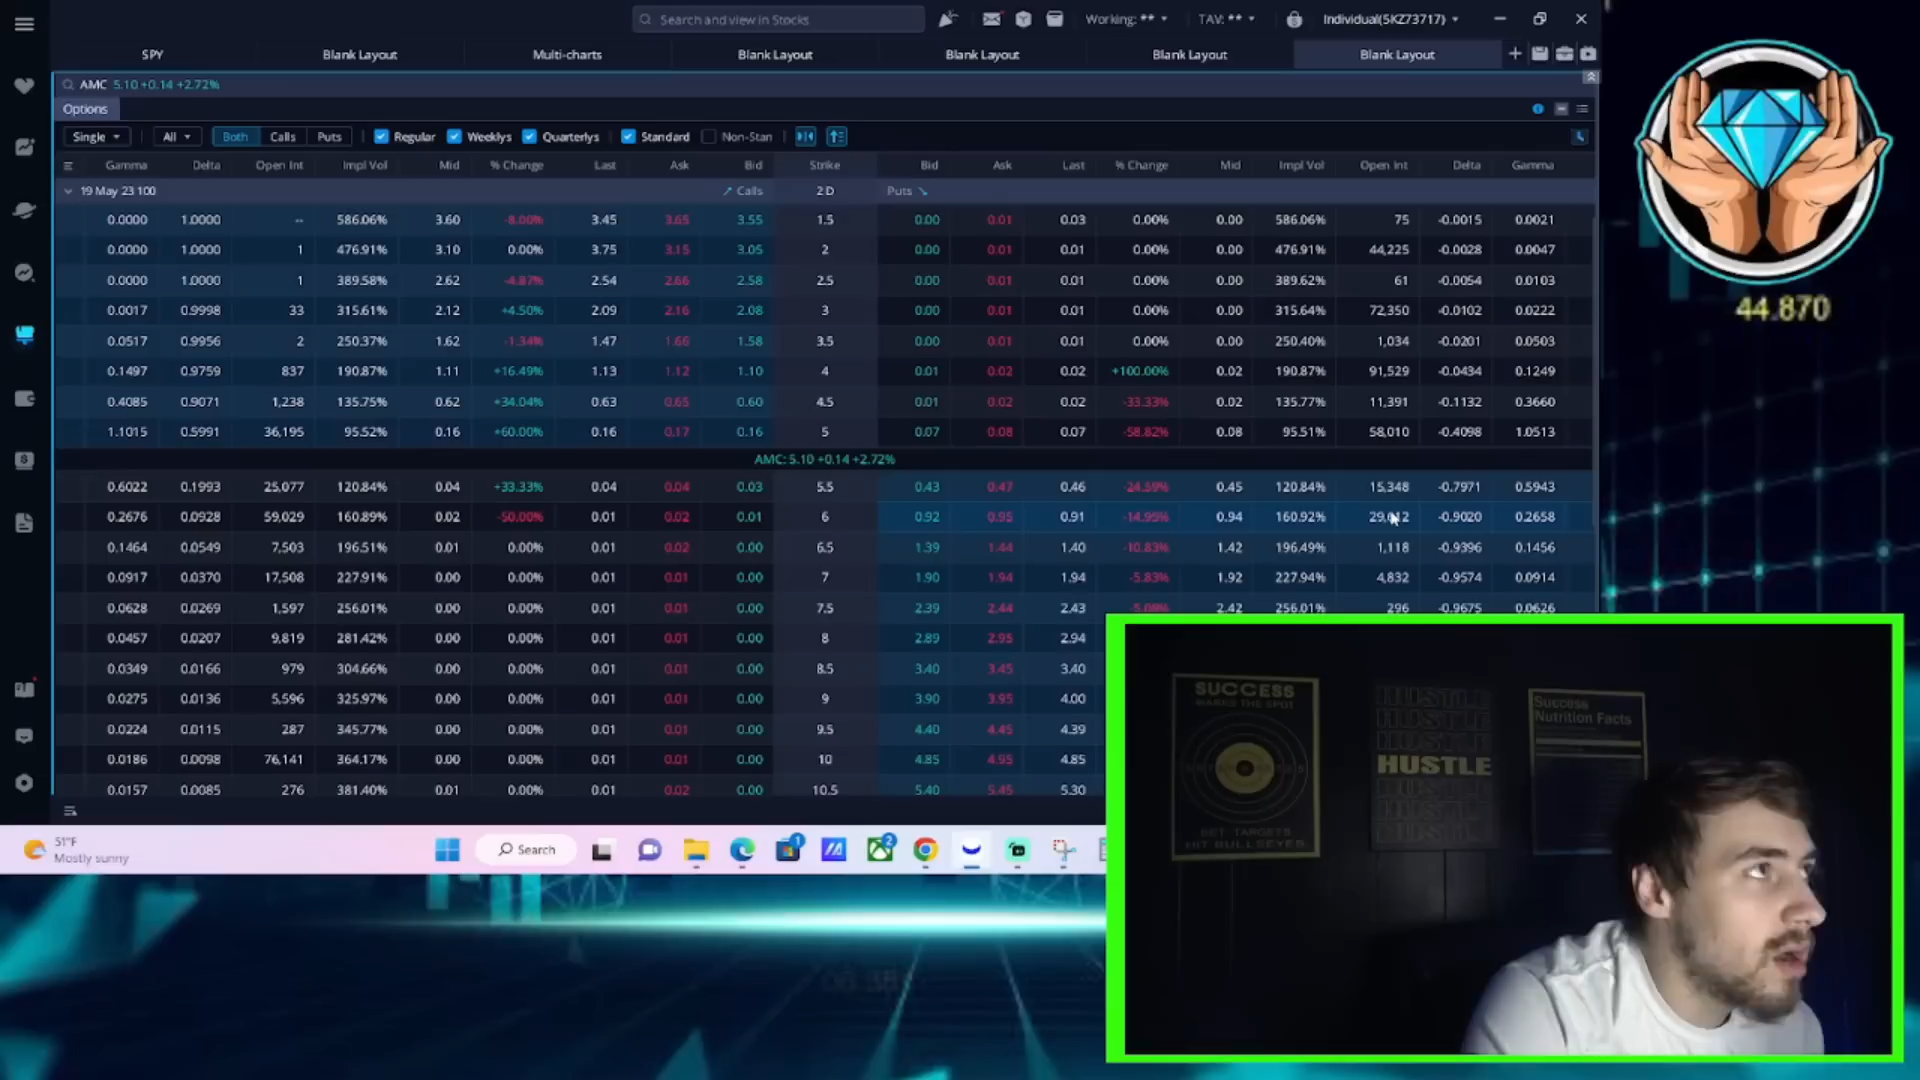 Search and view in Stocks
Working: ** TAV: ** Individual(5KZ73717)
SPY Blank Layout Multi-charts Blank Layout Blank Layout Blank Layout Blank Layout
AMC 5.10 +0.14 +2.72%
Options
Single All Both Calls Puts Regular Weeklys Quarterlys Standard Non-Stan
Gamma Delta Open Int Impl Vol Mid % Change Last Ask Bid Strike Bid Ask Last % Change Mid Impl Vol Open Int Delta Gamma
19 May 23 100 Calls 2 D Puts
0.0000 1.0000 -- 586.06% 3.60 -8.00% 3.45 3.65 3.55 1.5 0.00 0.01 0.03 0.00% 0.00 586.06% 75 -0.0015 0.0021
0.0000 1.0000 1 476.91% 3.10 0.00% 3.75 3.15 3.05 2 0.00 0.01 0.01 0.00% 0.00 476.91% 44,225 -0.0028 0.0047
0.0000 1.0000 1 389.58% 2.62 -4.87% 2.54 2.66 2.58 2.5 0.00 0.01 0.01 0.00% 0.00 389.62% 61 -0.0054 0.0103
0.0017 0.9998 33 315.61% 2.12 +4.50% 2.09 2.16 2.08 3 0.00 0.01 0.01 0.00% 0.00 315.64% 72,350 -0.0102 0.0222
0.0517 0.9956 2 250.37% 1.62 -1.34% 1.47 1.66 1.58 3.5 0.00 0.01 0.01 0.00% 0.00 250.40% 1,034 -0.0201 0.0503
0.1497 0.9759 837 190.87% 1.11 +16.49% 1.13 1.12 1.10 4 0.01 0.02 0.02 +100.00% 0.02 190.87% 91,529 -0.0434 0.1249
0.4085 0.9071 1,238 135.75% 0.62 +34.04% 0.63 0.65 0.60 4.5 0.01 0.02 0.02 -33.33% 0.02 135.77% 11,391 -0.1132 0.3660
1.1015 0.5991 36,195 95.52% 0.16 +60.00% 0.16 0.17 0.16 5 0.07 0.08 0.07 -58.82% 0.08 95.51% 58,010 -0.4098 1.0513
AMC: 5.10 +0.14 +2.72%
0.6022 0.1993 25,077 120.84% 0.04 +33.33% 0.04 0.04 0.03 5.5 0.43 0.47 0.46 -24.59% 0.45 120.84% 15,348 -0.7971 0.5943
0.2676 0.0928 59,029 160.89% 0.02 -50.00% 0.01 0.02 0.01 6 0.92 0.95 0.91 -14.95% 0.94 160.92% -0.9020 0.2658
0.1464 0.0549 7,503 196.51% 0.01 0.00% 0.01 0.02 0.00 6.5 1.39 1.44 1.40 -10.83% 1.42 196.49% 1,118 -0.9396 0.1456
0.0917 0.0370 17,508 227.91% 0.00 0.00% 0.01 0.01 0.00 7 1.90 1.94 1.94 -5.83% 1.92 227.94% 4,832 -0.9574 0.0914
0.0628 0.0269 1,597 256.01% 0.00 0.00% 0.01 0.01 0.00 7.5 2.39 2.44 2.43 -5.08% 2.42 256.01% 296 -0.9675 0.0626
0.0457 0.0207 9,819 281.42% 0.00 0.00% 0.01 0.01 0.00 8 2.89 2.95 2.94
0.0349 0.0166 979 304.66% 0.00 0.00% 0.01 0.01 0.00 8.5 3.40 3.45 3.40
0.0275 0.0136 5,596 325.97% 0.00 0.00% 0.01 0.01 0.00 9 3.90 3.95 4.00
0.0224 0.0115 287 345.77% 0.00 0.00% 0.01 0.01 0.00 9.5 4.40 4.45 4.39
0.0186 0.0098 76,141 364.17% 0.00 0.00% 0.01 0.01 0.00 10 4.85 4.95 4.85
0.0157 0.0085 276 381.40% 0.01 0.00% 0.01 0.02 0.00 10.5 5.40 5.45 5.30
44.870
51°F
Mostly sunny
Search
1
2
SUCCESS
MARKS THE SPOT
GET TARGETS
HIT BULLSEYES
HUSTLE
HUSTLE
HUSTLE
HUSTLE
Success
Nutrition Facts